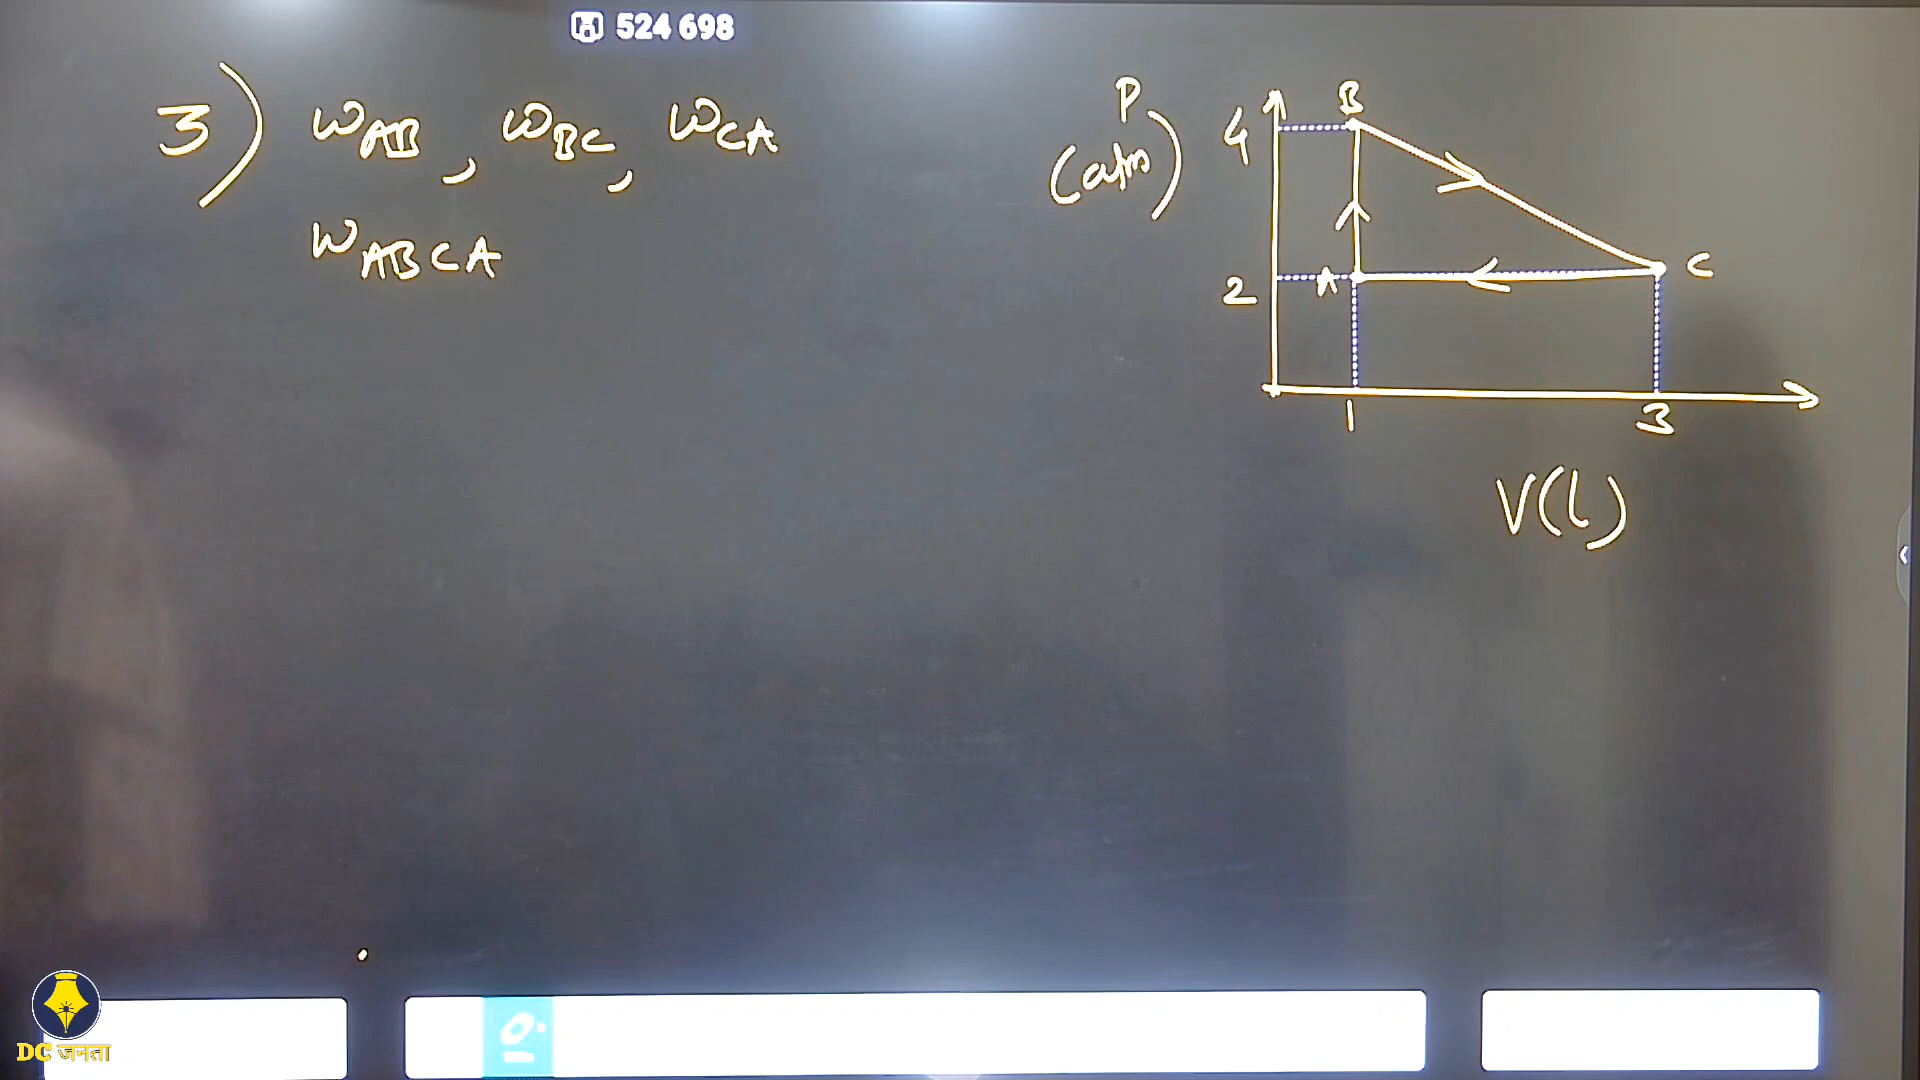 524 698
3) W_AB, W_BC, W_CA
W_ABCA
P
(atm)
4
B
2
A
C
1
3
V(l)
DC जनता